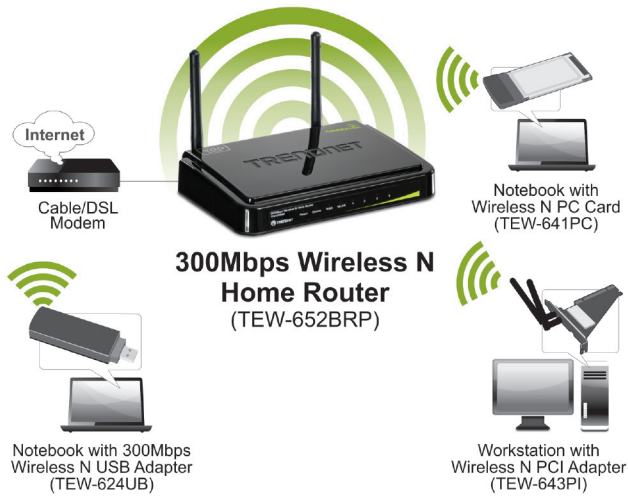 Internet
Cable/DSL
Modem
TRENDNET
TRENDNET
300Mbps Wireless N
Home Router
(TEW-652BRP)
Notebook with
Wireless N PC Card
(TEW-641PC)
Notebook with 300Mbps
Wireless N USB Adapter
(TEW-624UB)
Workstation with
Wireless N PCI Adapter
(TEW-643PI)